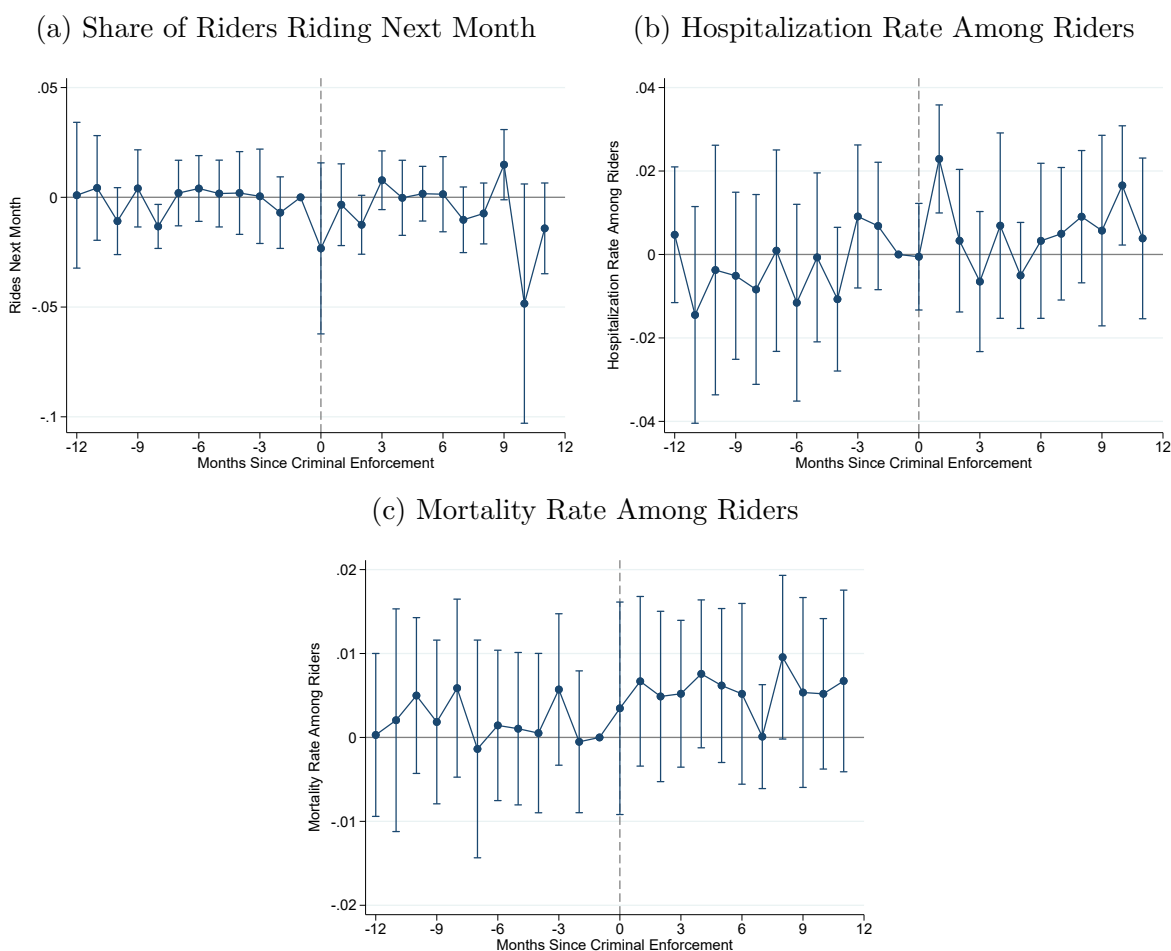 (a) Share of Riders Riding Next Month
.05
0
-.05
-.1
Rides Next Month
-12 -9 -6 -3 0 3 6 9 12
Months Since Criminal Enforcement
(b) Hospitalization Rate Among Riders
.04
.02
0
-.02
-.04
Hospitalization Rate Among Riders
-12 -9 -6 -3 0 3 6 9 12
Months Since Criminal Enforcement
(c) Mortality Rate Among Riders
.02
.01
0
-.01
-.02
Mortality Rate Among Riders
-12 -9 -6 -3 0 3 6 9 12
Months Since Criminal Enforcement